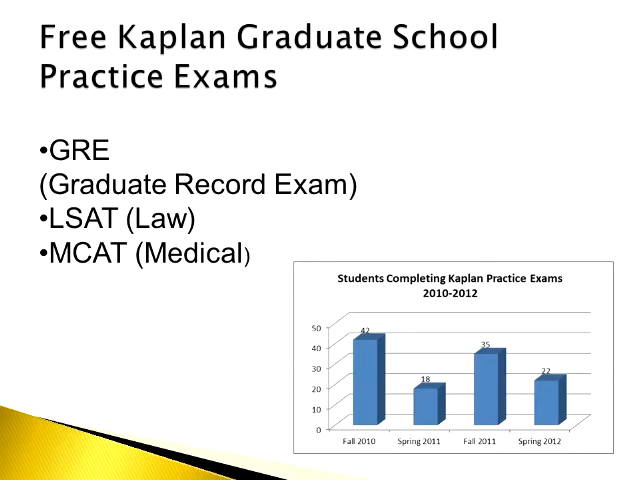 Free Kaplan Graduate School
Practice Exams
•GRE
(Graduate Record Exam)
•LSAT (Law)
•MCAT (Medical)
Students Completing Kaplan Practice Exams
2010-2012
50
40
30
20
10
0
42
18
35
22
Fall 2010 Spring 2011 Fall 2011 Spring 2012